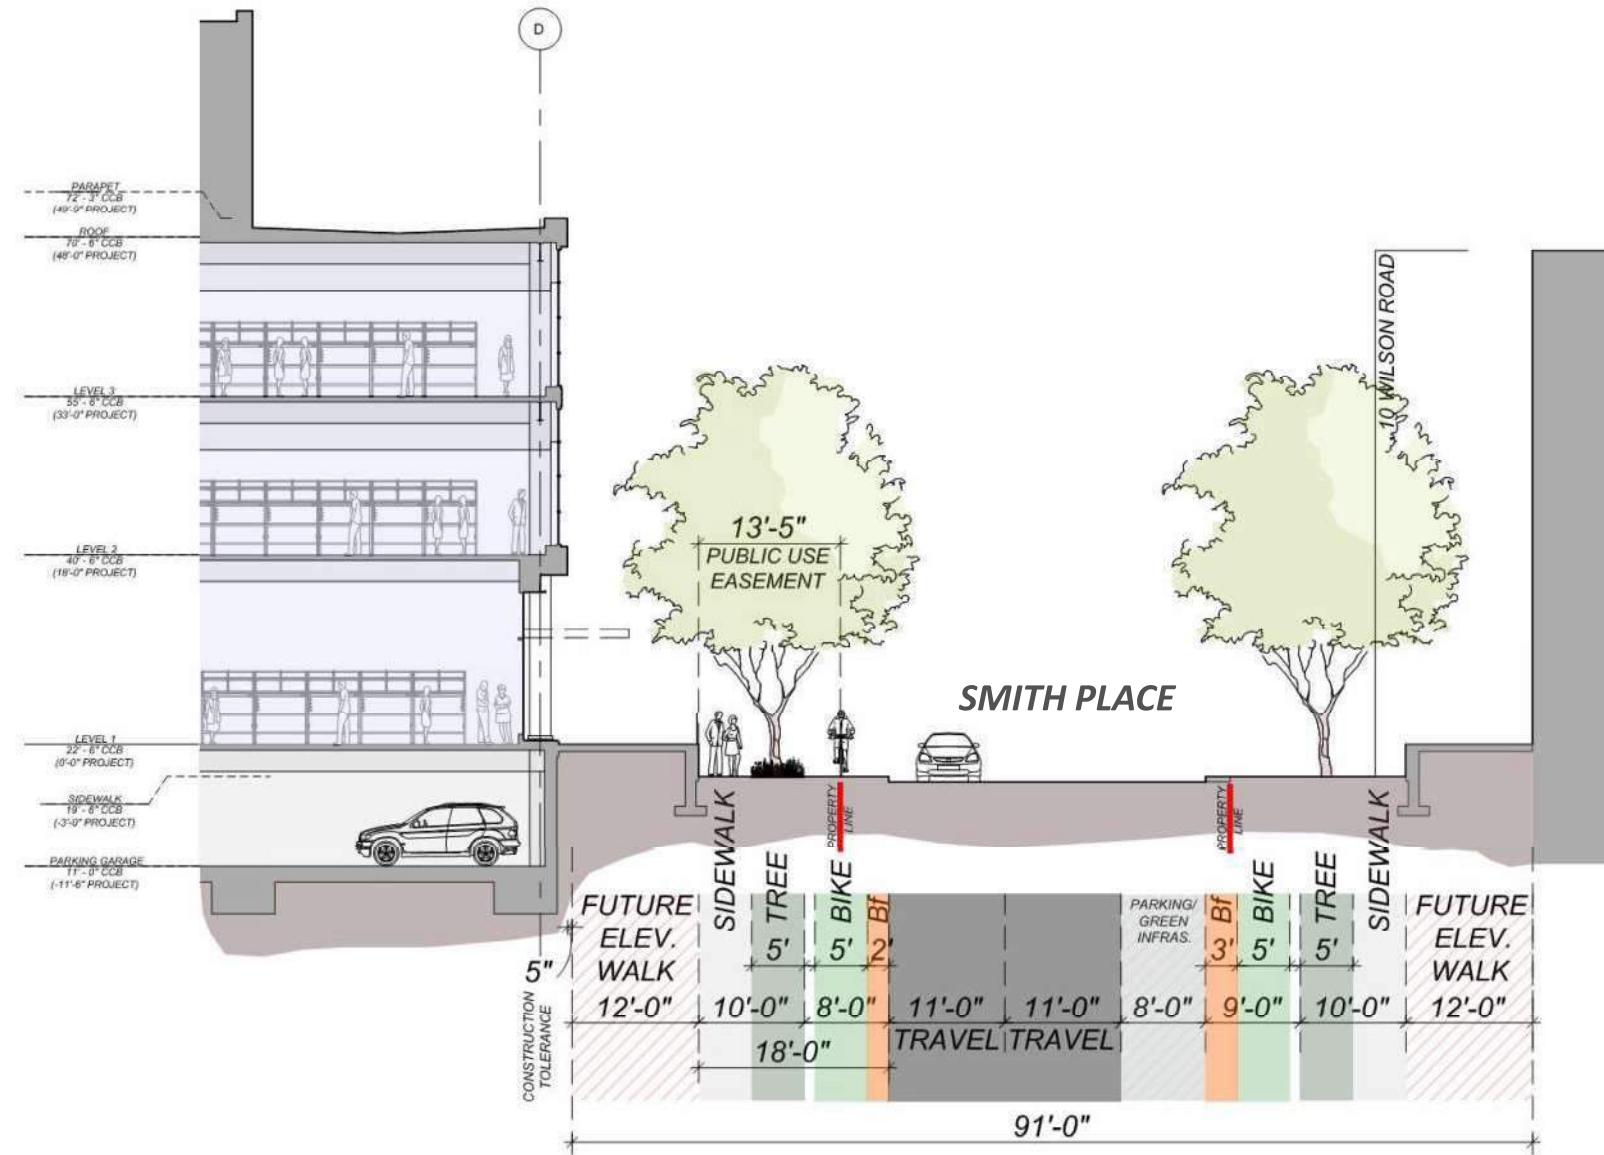 D
PARAPET
72' - 3" CCB
(49'-9" PROJECT)
ROOF
70' - 6" CCB
(48'-0" PROJECT)
LEVEL 3
55' - 6" CCB
(33'-0" PROJECT)
LEVEL 2
40' - 6" CCB
(18'-0" PROJECT)
LEVEL 1
22' - 6" CCB
(0'-0" PROJECT)
SIDEWALK
19' - 6" CCB
(-3'-0" PROJECT)
PARKING GARAGE
11' - 0" CCB
(-11'-6" PROJECT)
10 WILSON ROAD
13'-5"
PUBLIC USE
EASEMENT
SMITH PLACE
PROPERTY
LINE
PROPERTY
LINE
FUTURE
ELEV.
WALK
12'-0"
SIDEWALK
TREE
5'
10'-0"
BIKE
5'
8'-0"
Bf
2'
18'-0"
11'-0"
TRAVEL
11'-0"
TRAVEL
PARKING/
GREEN
INFRAS.
8'-0"
Bf
3'
BIKE
5'
9'-0"
TREE
5'
10'-0"
SIDEWALK
FUTURE
ELEV.
WALK
12'-0"
5"
CONSTRUCTION
TOLERANCE
91'-0"